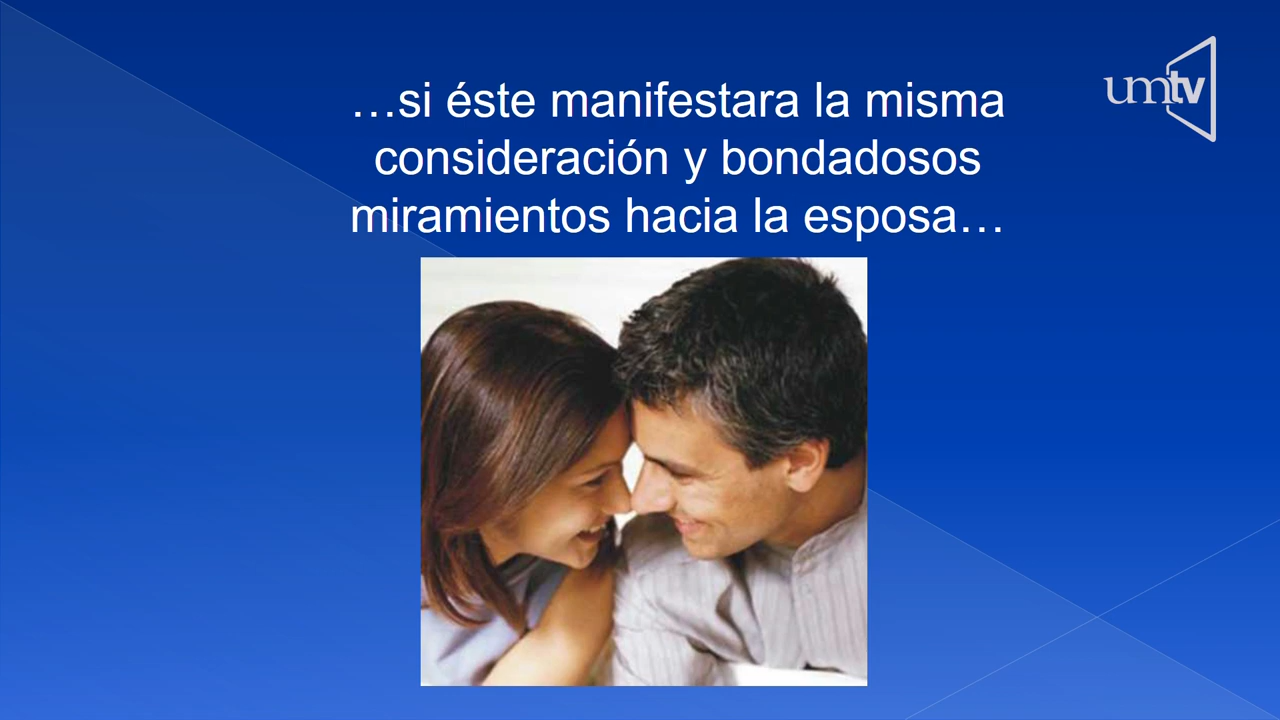 …si éste manifestara la misma
consideración y bondadosos
miramientos hacia la esposa…
umtv